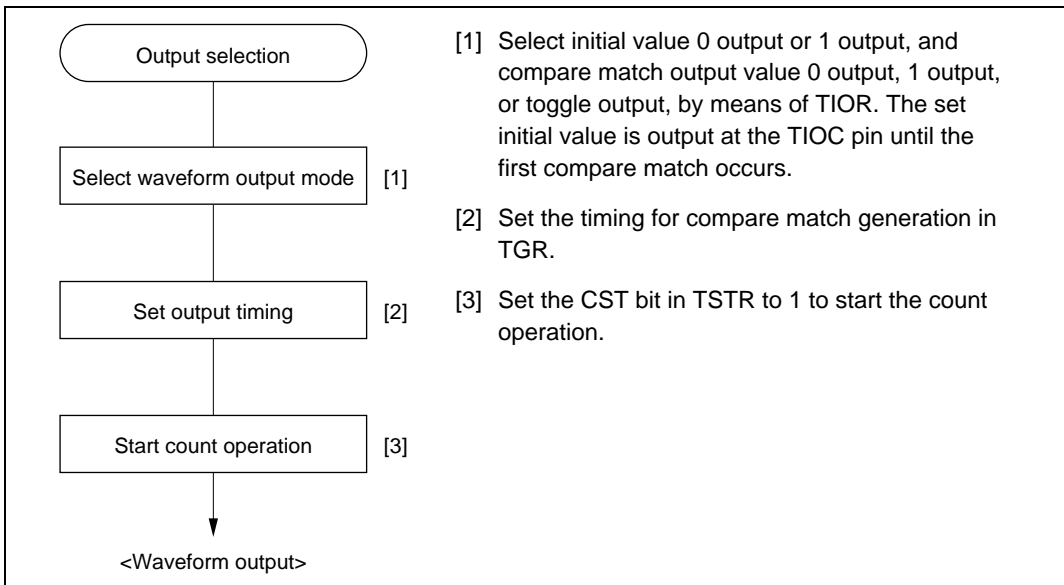 Output selection
Select waveform output mode
[1]
Set output timing
[2]
Start count operation
[3]
<Waveform output>
[1] Select initial value 0 output or 1 output, and
compare match output value 0 output, 1 output,
or toggle output, by means of TIOR. The set
initial value is output at the TIOC pin until the
first compare match occurs.
[2] Set the timing for compare match generation in
TGR.
[3] Set the CST bit in TSTR to 1 to start the count
operation.